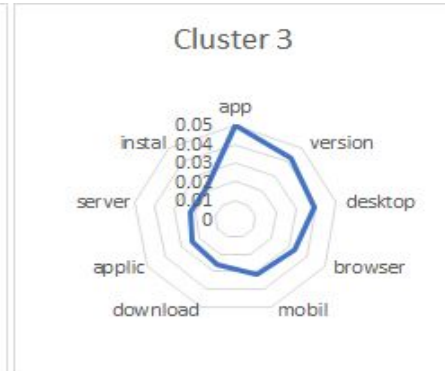 Cluster 3
app
0.05
0.04
instal
version
0.03
0.02
server
0.01
desktop
0
applic
browser
download
mobil